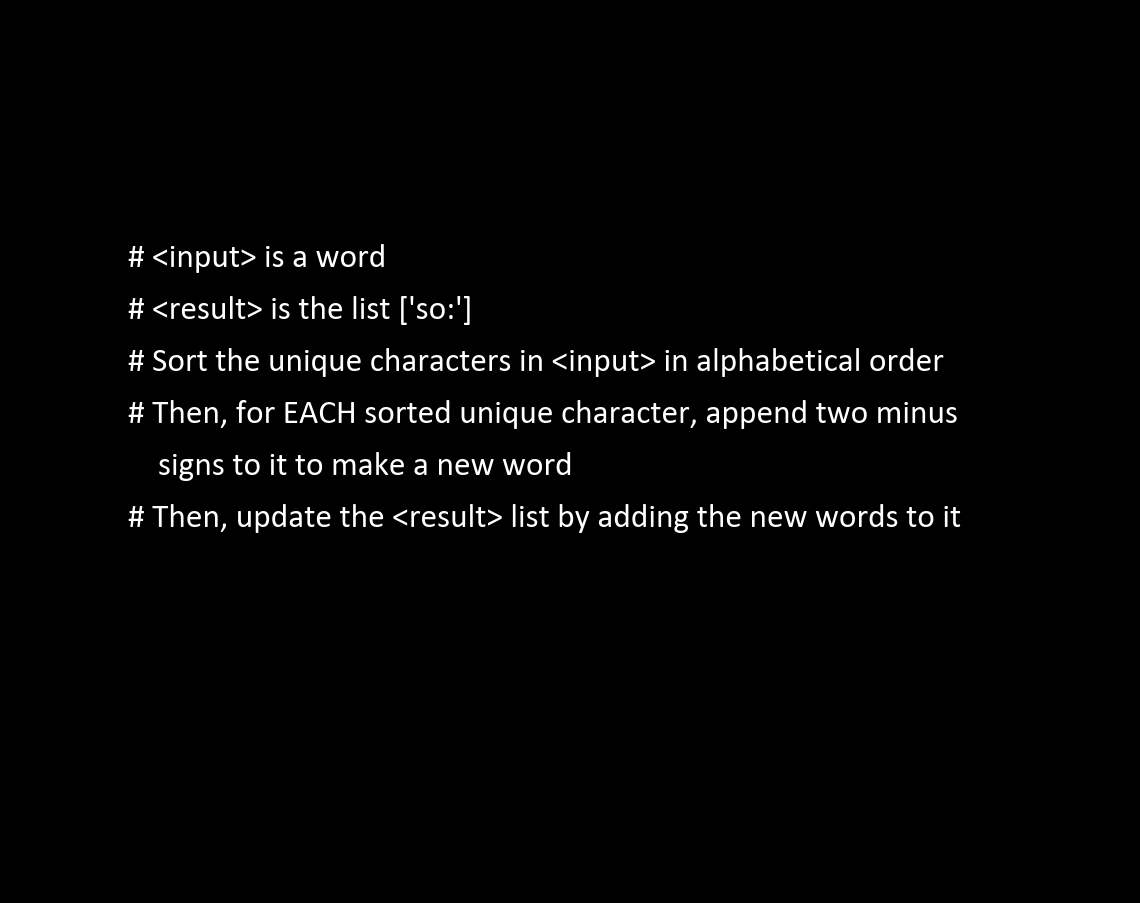 # <input> is a word
# <result> is the list ['so:']
# Sort the unique characters in <input> in alphabetical order
# Then, for EACH sorted unique character, append two minus
signs to it to make a new word
# Then, update the <result> list by adding the new words to it